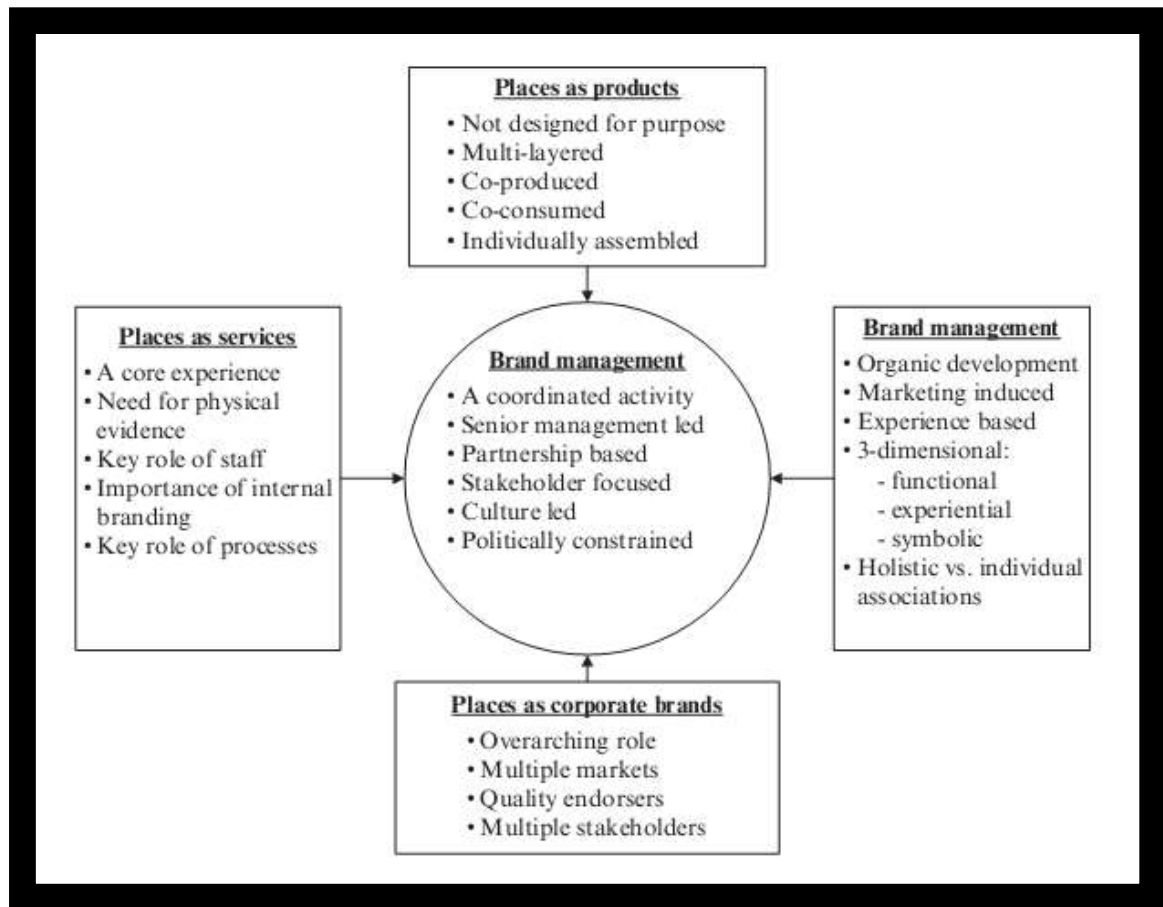 Places as products
• Not designed for purpose
• Multi-layered
• Co-produced
• Co-consumed
• Individually assembled
Places as services
• A core experience
• Need for physical
evidence
• Key role of staff
• Importance of internal
branding
• Key role of processes
Brand management
• A coordinated activity
• Senior management led
• Partnership based
• Stakeholder focused
• Culture led
• Politically constrained
Brand management
• Organic development
• Marketing induced
• Experience based
• 3-dimensional:
- functional
- experiential
- symbolic
• Holistic vs. individual
associations
Places as corporate brands
• Overarching role
• Multiple markets
• Quality endorsers
• Multiple stakeholders